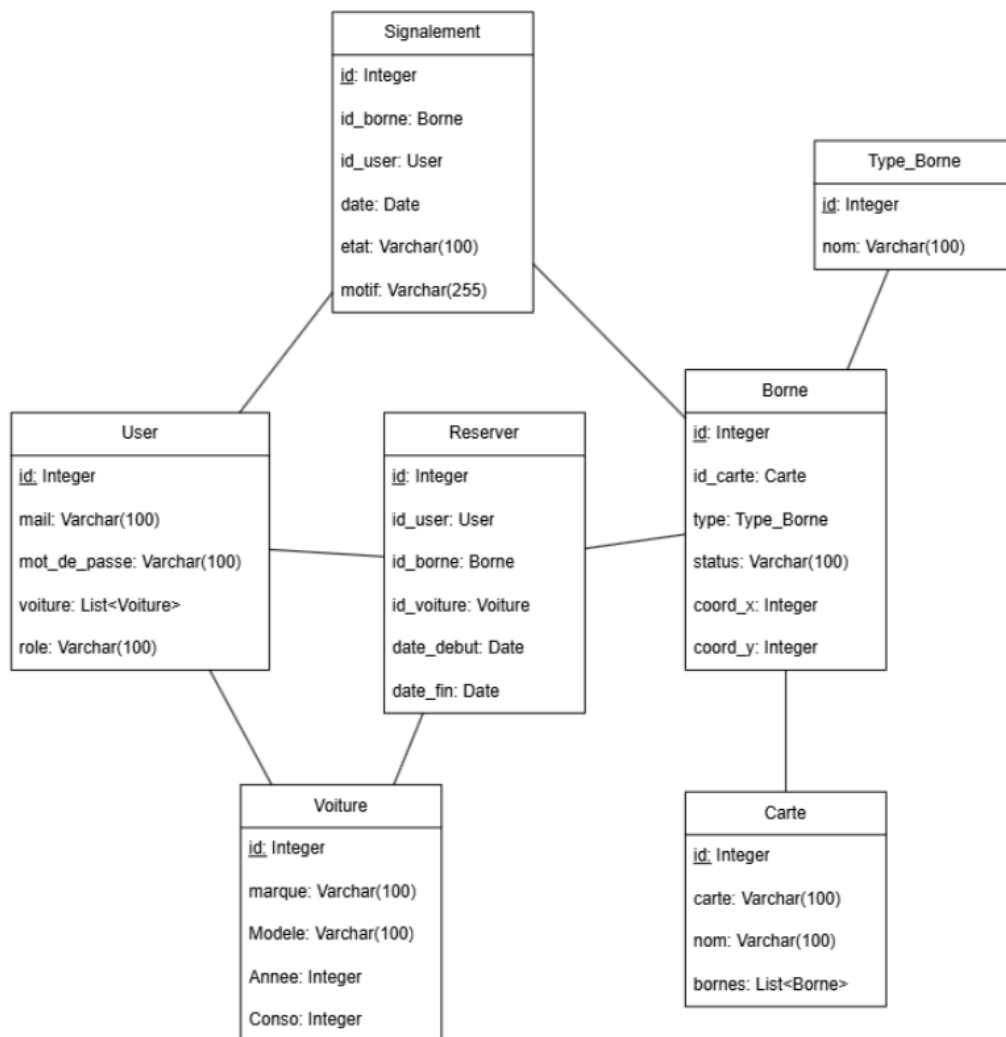 Signalement
id: Integer
id_borne: Borne
id_user: User
date: Date
etat: Varchar(100)
motif: Varchar(255)
Type_Borne
id: Integer
nom: Varchar(100)
User
id: Integer
mail: Varchar(100)
mot_de_passe: Varchar(100)
voiture: List<Voiture>
role: Varchar(100)
Reserver
id: Integer
id_user: User
id_borne: Borne
id_voiture: Voiture
date_debut: Date
date_fin: Date
Borne
id: Integer
id_carte: Carte
type: Type_Borne
status: Varchar(100)
coord_x: Integer
coord_y: Integer
Voiture
id: Integer
marque: Varchar(100)
Modele: Varchar(100)
Annee: Integer
Conso: Integer
Carte
id: Integer
carte: Varchar(100)
nom: Varchar(100)
bornes: List<Borne>